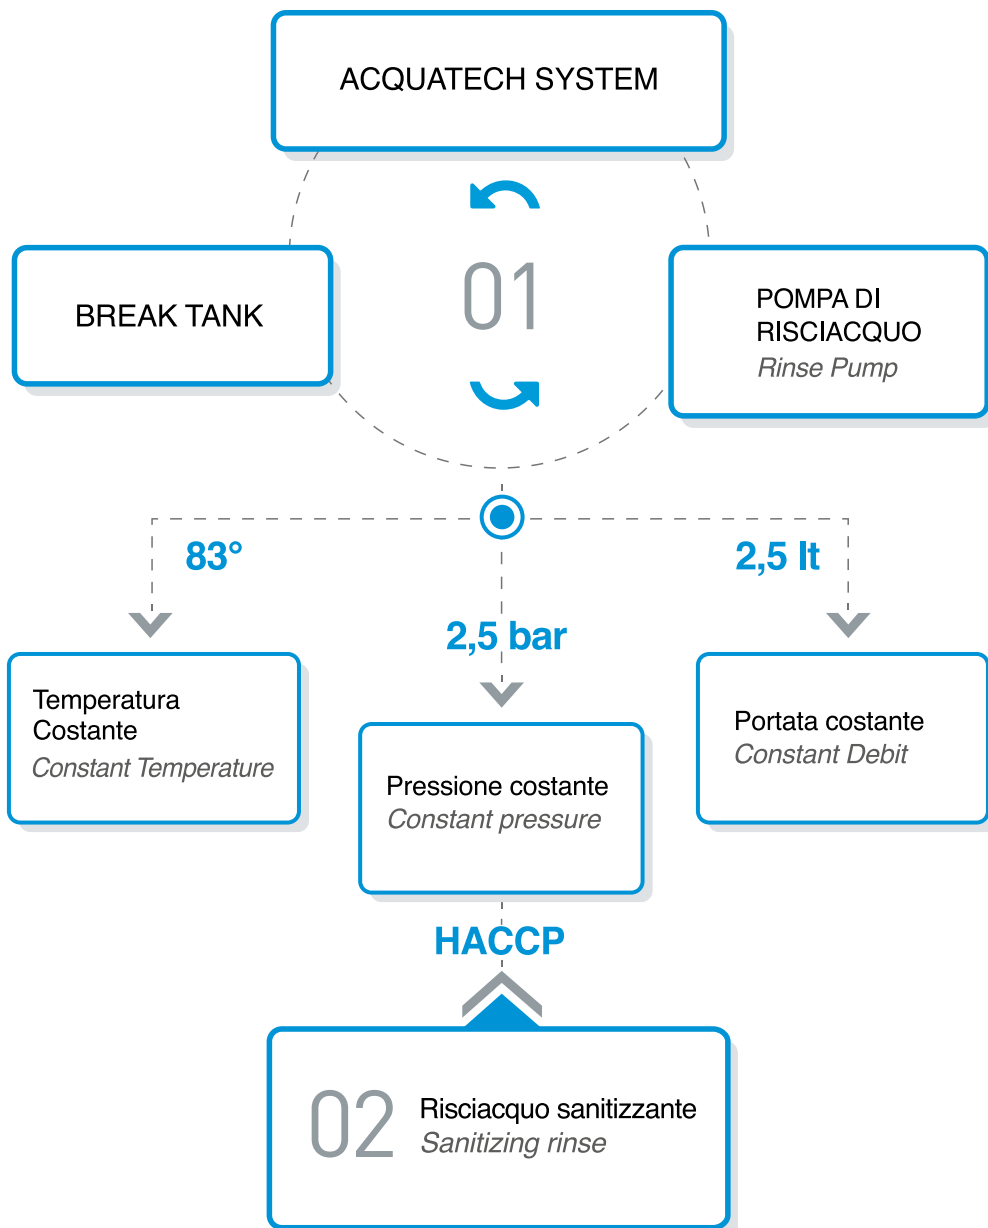 ACQUATECH SYSTEM
01
BREAK TANK
POMPA DI
RISCIACQUO
Rinse Pump
83°
2,5 lt
2,5 bar
Temperatura
Costante
Constant Temperature
Pressione costante
Constant pressure
Portata costante
Constant Debit
HACCP
02
Risciacquo sanitizzante
Sanitizing rinse